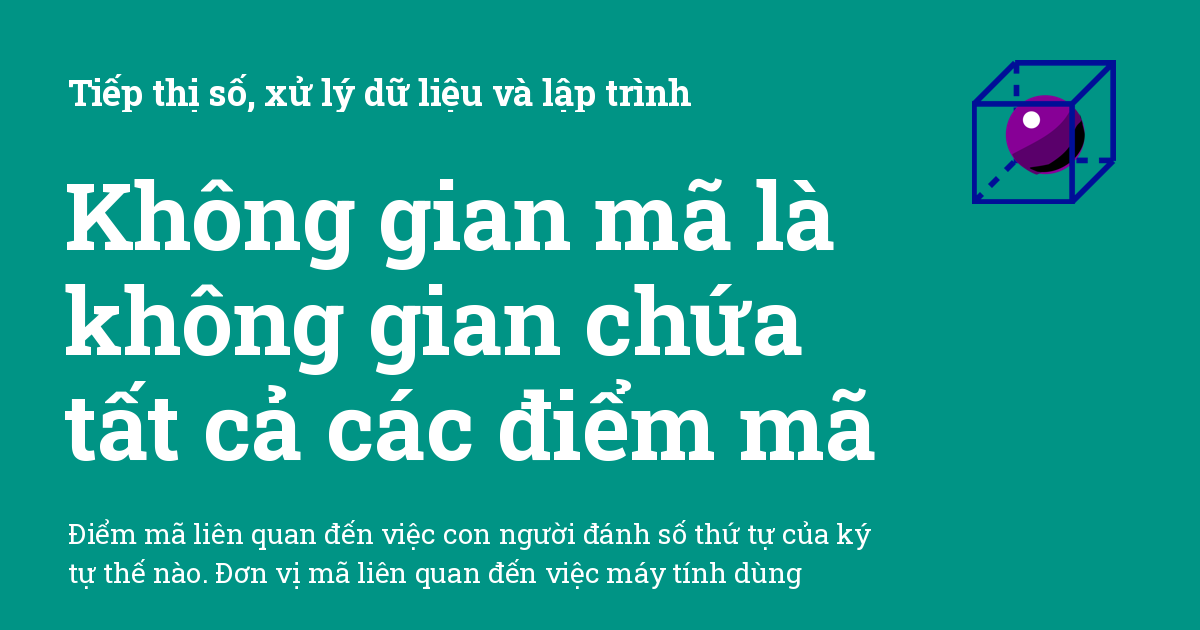 Tiếp thị số, xử lý dữ liệu và lập trình
Không gian mã là
không gian chứa
tất cả các điểm mã
Điểm mã liên quan đến việc con người đánh số thứ tự của ký
tự thế nào. Đơn vị mã liên quan đến việc máy tính dùng